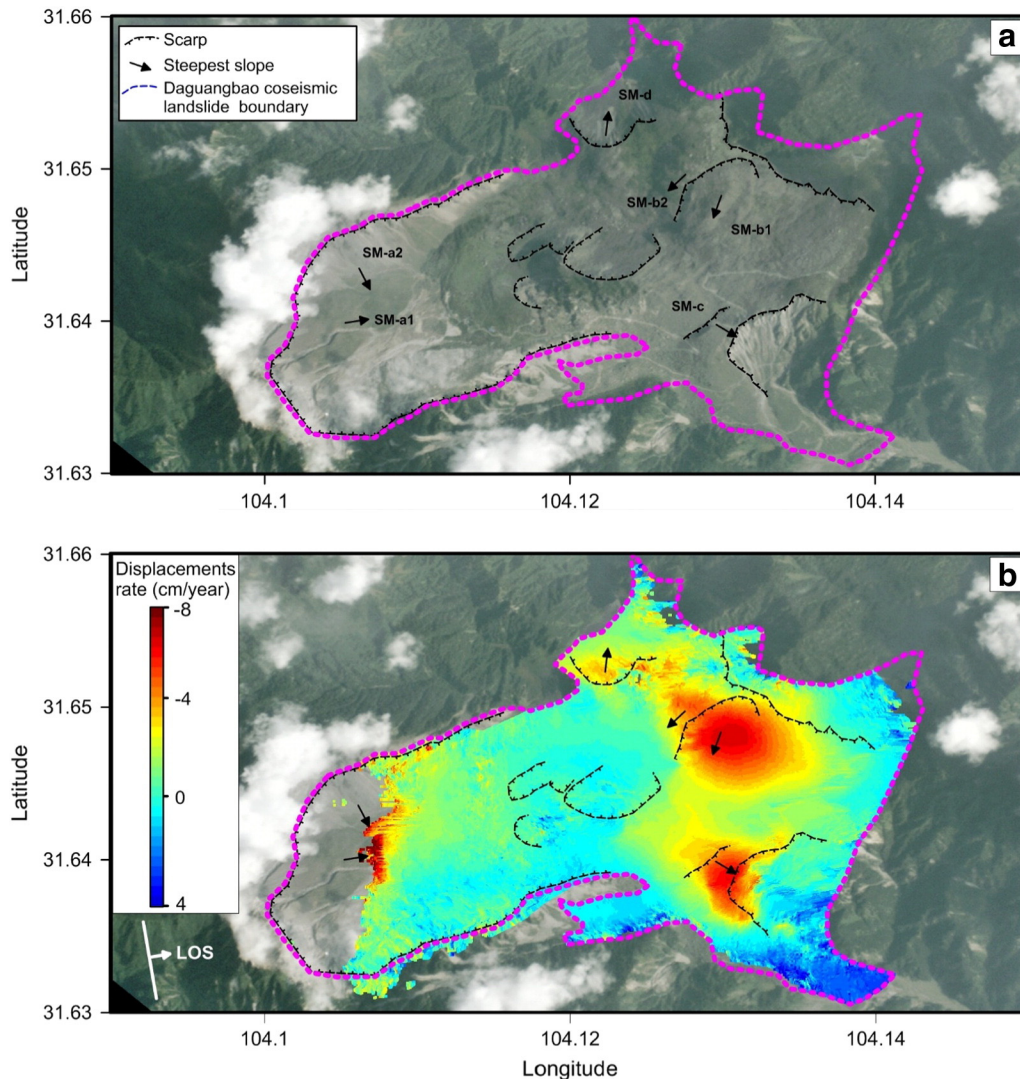 a
Scarp
Steepest slope
Daguangbao coseismic
landslide boundary
31.66
31.65
31.64
31.63
Latitude
SM-d
SM-b2
SM-b1
SM-a2
SM-c
SM-a1
104.1
104.12
104.14
b
Displacements
rate (cm/year)
-8
-4
0
4
LOS
31.66
31.65
31.64
31.63
Latitude
104.1
104.12
104.14
Longitude